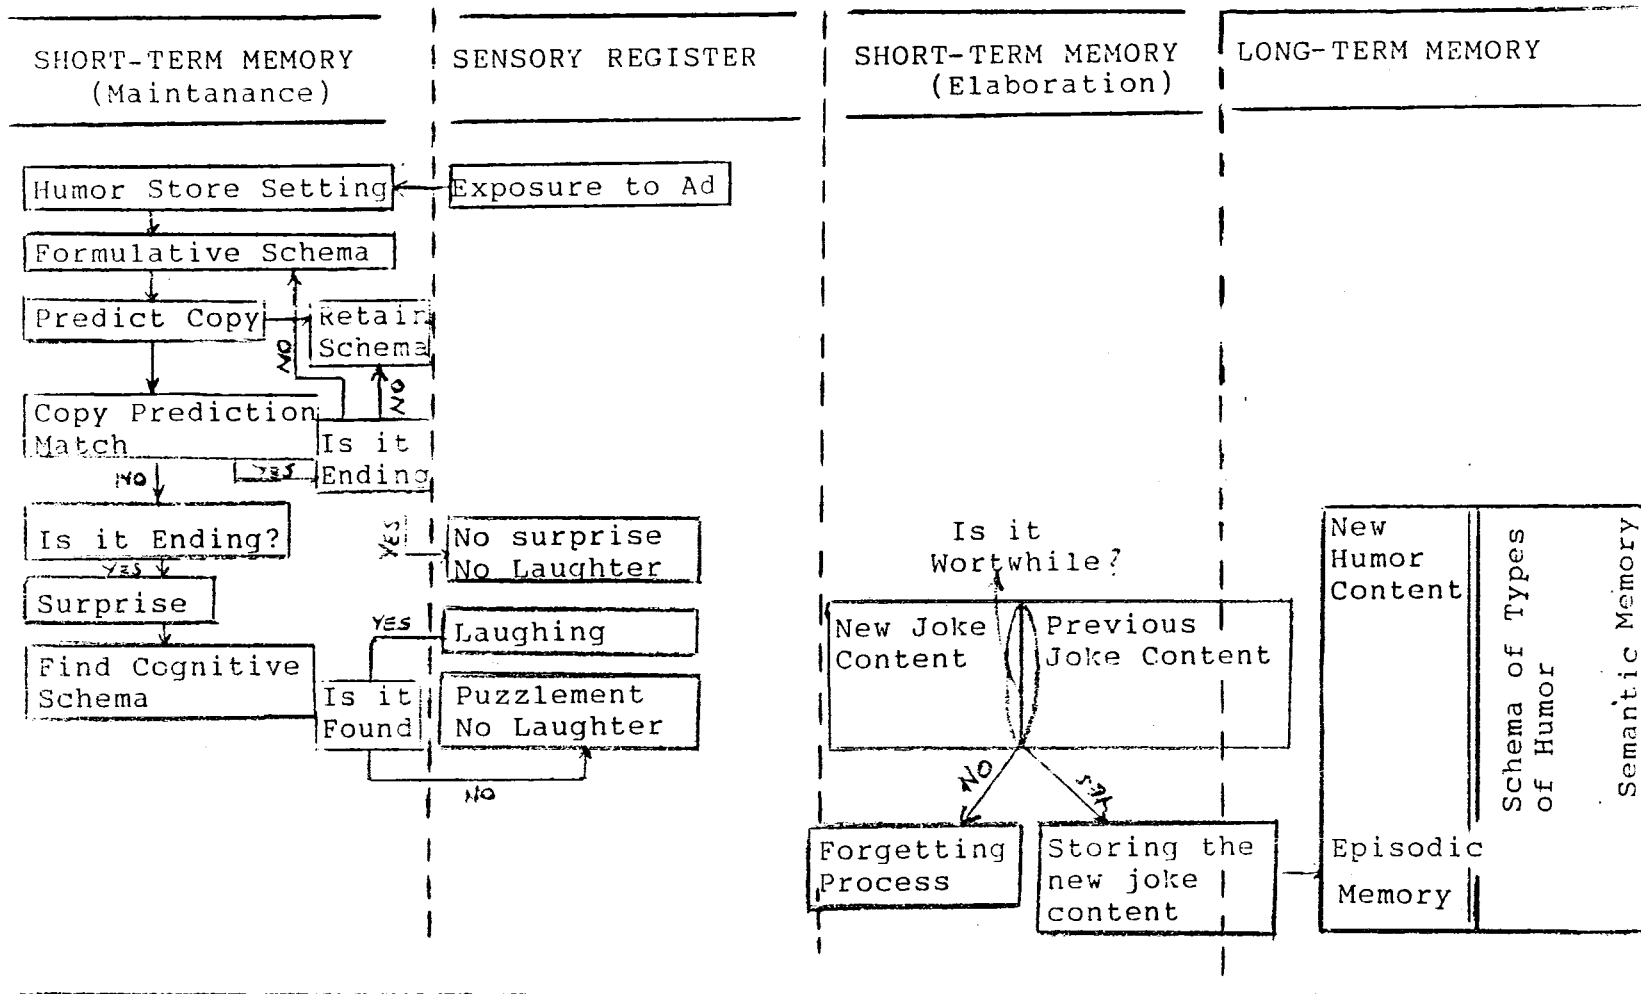 SHORT-TERM MEMORY
(Maintanance)
SENSORY REGISTER
SHORT-TERM MEMORY
(Elaboration)
LONG-TERM MEMORY
Humor Store Setting
Exposure to Ad
Formulative Schema
Predict Copy
Retain
Schema
NO
NO
Copy Prediction
Match
Is it
Ending
YES
NO
Is it Ending?
YES
YES
No surprise
No Laughter
Surprise
Find Cognitive
Schema
Is it
Found
YES
Laughing
Puzzlement
No Laughter
NO
Is it
Wortwhile?
New Joke
Content
Previous
Joke Content
NO
Yes
Forgetting
Process
Storing the
new joke
content
New
Humor
Content
Episodic
Memory
Schema of Types
of Humor
Semantic Memory